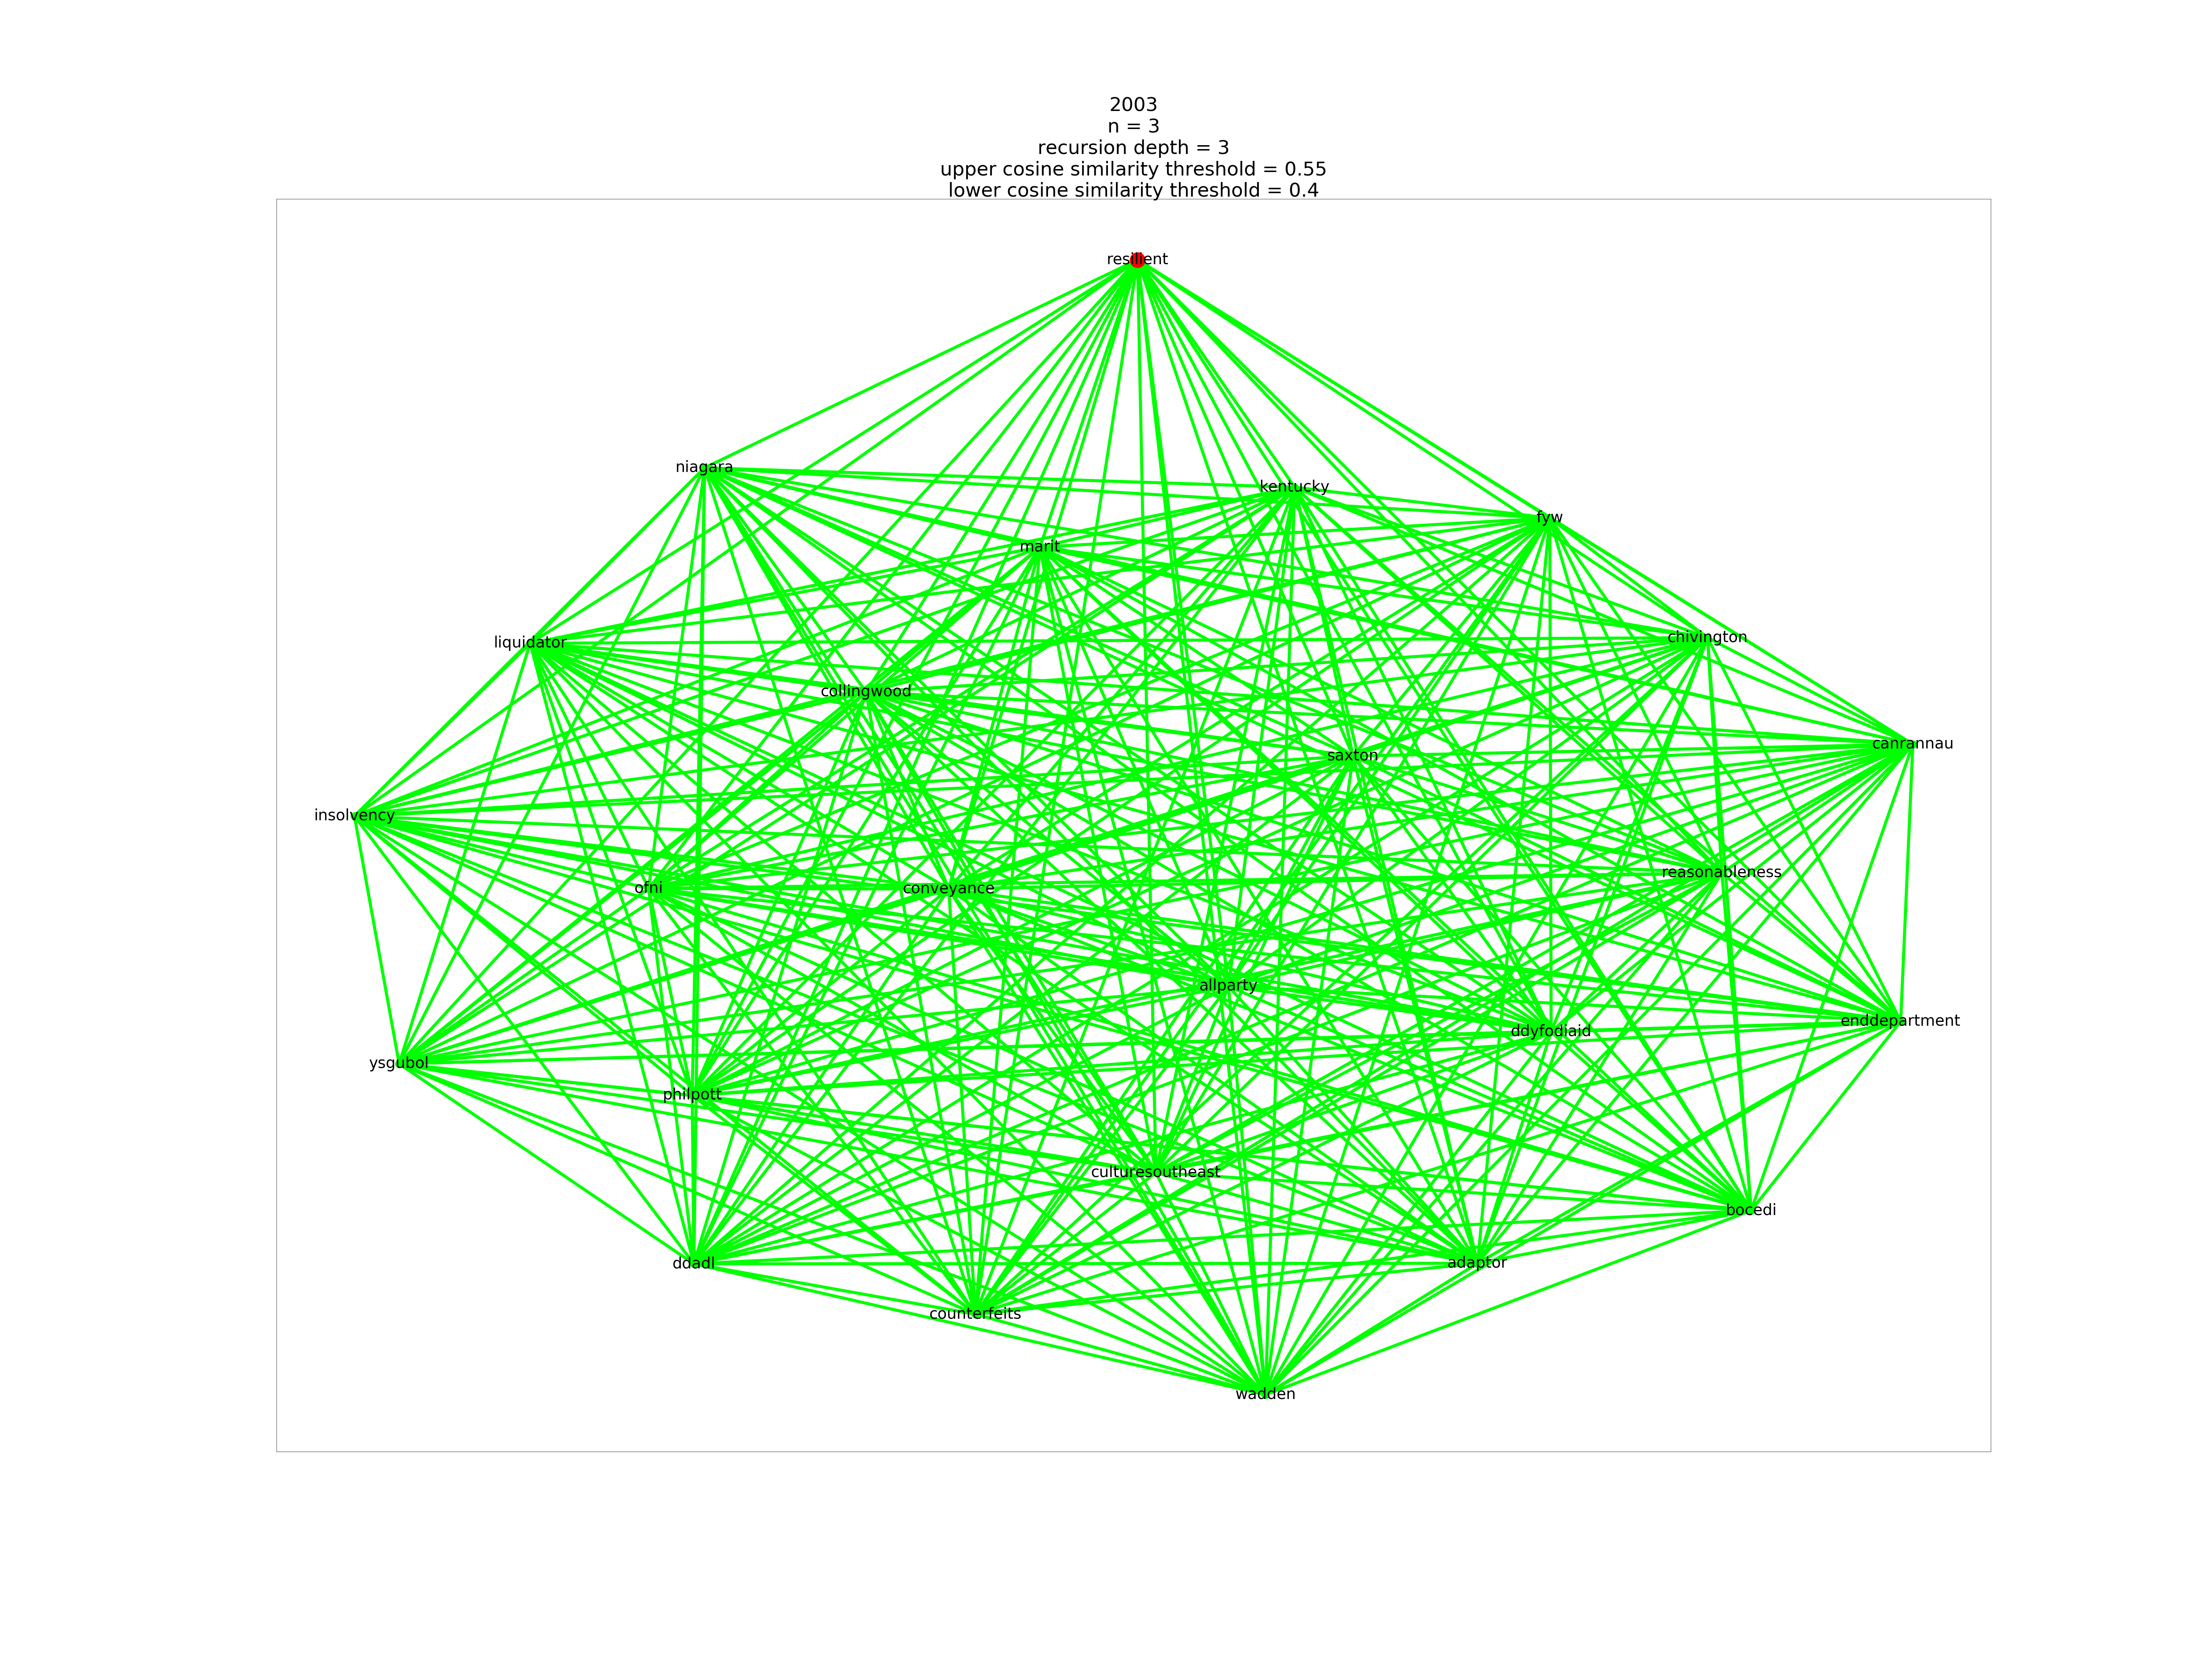 2003
n = 3
recursion depth = 3
upper cosine similarity threshold = 0.55
lower cosine similarity threshold = 0.4
resilient
niagara
kentucky
fyw
marit
chivington
liquidator
collingwood
canrannau
saxton
insolvency
reasonableness
ofni
conveyance
allparty
enddepartment
ddyfodiaid
ysgubol
philpott
culturesoutheast
bocedi
ddadl
adaptor
counterfeits
wadden